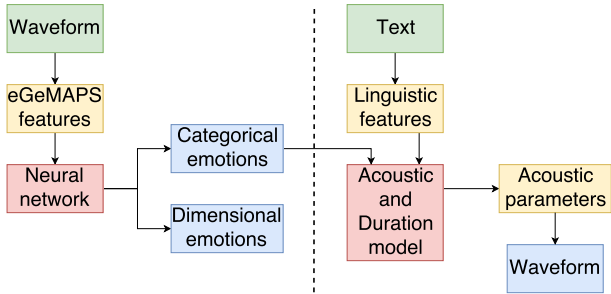 Waveform
eGeMAPS
features
Neural
network
Categorical
emotions
Dimensional
emotions
Text
Linguistic
features
Acoustic
and
Duration
model
Acoustic
parameters
Waveform